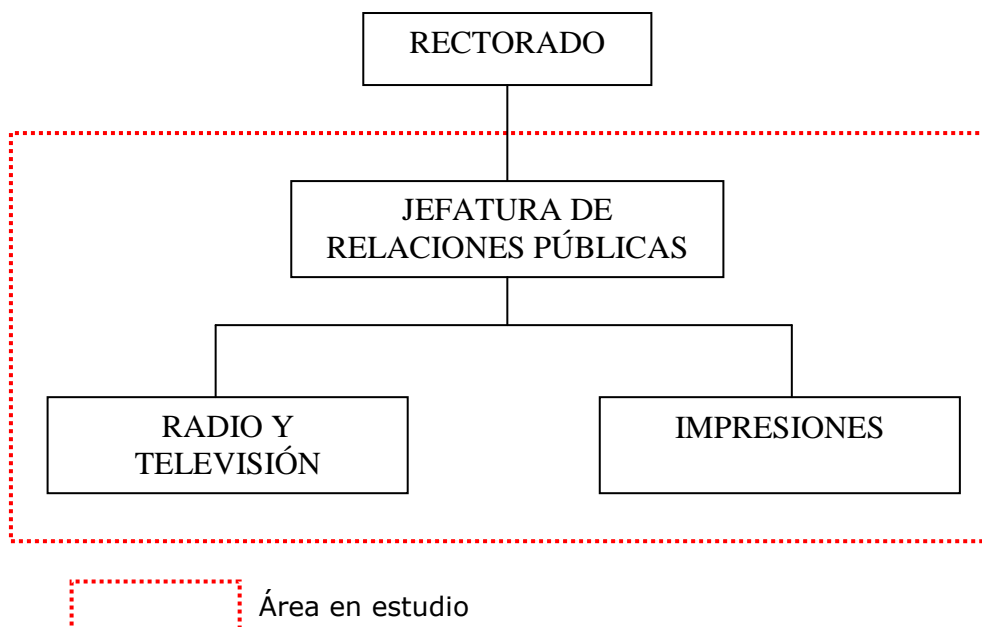 RECTORADO
JEFATURA DE
RELACIONES PÚBLICAS
RADIO Y
TELEVISIÓN
IMPRESIONES
Área en estudio